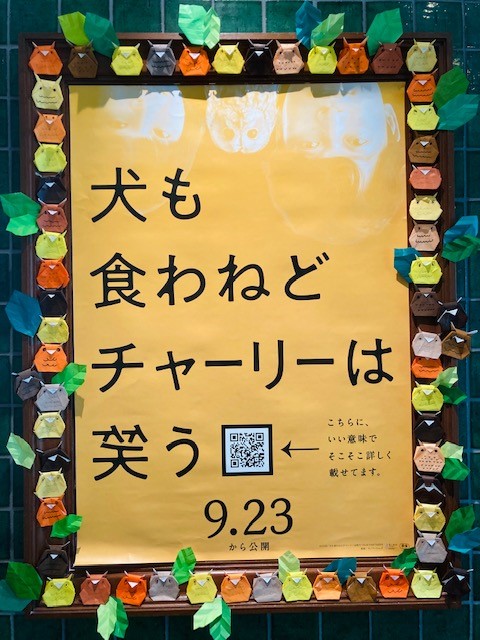 犬も
食わねど
チャーリーは
笑う
こちらに、
いい意味で
そこそこ詳しく
載せてます。
9.23
から公開